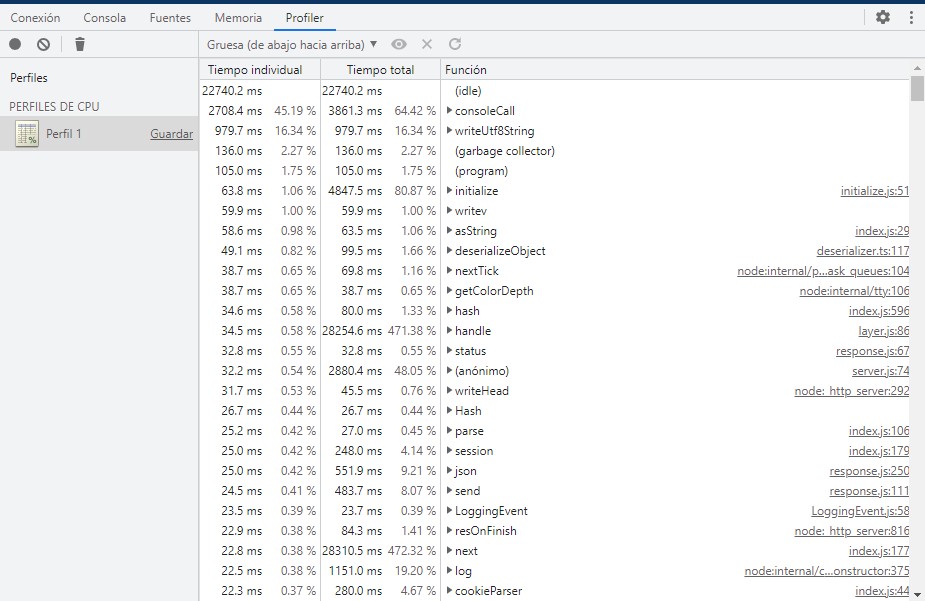 Conexión Consola Fuentes Memoria Profiler
Gruesa (de abajo hacia arriba) ▼
Perfiles
PERFILES DE CPU
Perfil 1 Guardar
Tiempo individual Tiempo total Función
22740.2 ms 22740.2 ms (idle)
2708.4 ms 45.19 % 3861.3 ms 64.42 % consoleCall
979.7 ms 16.34 % 979.7 ms 16.34 % writeUtf8String
136.0 ms 2.27 % 136.0 ms 2.27 % (garbage collector)
105.0 ms 1.75 % 105.0 ms 1.75 % (program)
63.8 ms 1.06 % 4847.5 ms 80.87 % initialize initialize.js:51
59.9 ms 1.00 % 59.9 ms 1.00 % writev
58.6 ms 0.98 % 63.5 ms 1.06 % asString index.js:29
49.1 ms 0.82 % 99.5 ms 1.66 % deserializeObject deserializer.ts:117
38.7 ms 0.65 % 69.8 ms 1.16 % nextTick node:internal/p...ask_queues:104
38.7 ms 0.65 % 38.7 ms 0.65 % getColorDepth node:internal/tty:106
34.6 ms 0.58 % 80.0 ms 1.33 % hash index.js:596
34.5 ms 0.58 % 28254.6 ms 471.38 % handle layer.js:86
32.8 ms 0.55 % 32.8 ms 0.55 % status response.js:67
32.2 ms 0.54 % 2880.4 ms 48.05 % (anónimo) server.js:74
31.7 ms 0.53 % 45.5 ms 0.76 % writeHead node:_http_server:292
26.7 ms 0.44 % 26.7 ms 0.44 % Hash
25.2 ms 0.42 % 27.0 ms 0.45 % parse index.js:106
25.0 ms 0.42 % 248.0 ms 4.14 % session index.js:179
25.0 ms 0.42 % 551.9 ms 9.21 % json response.js:250
24.5 ms 0.41 % 483.7 ms 8.07 % send response.js:111
23.5 ms 0.39 % 23.7 ms 0.39 % LoggingEvent LoggingEvent.js:58
22.9 ms 0.38 % 84.3 ms 1.41 % resOnFinish node:_http_server:816
22.8 ms 0.38 % 28310.5 ms 472.32 % next index.js:177
22.5 ms 0.38 % 1151.0 ms 19.20 % log node:internal/c...onstructor:375
22.3 ms 0.37 % 280.0 ms 4.67 % cookieParser index.js:44